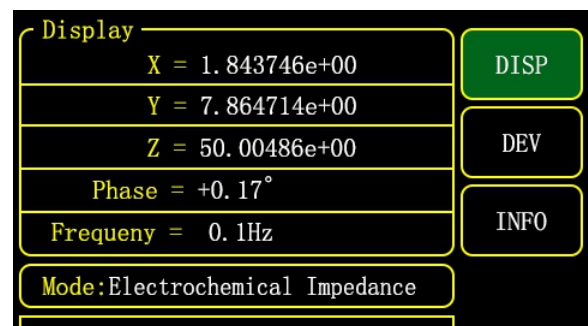 Display
X = 1.843746e+00
Y = 7.864714e+00
Z = 50.00486e+00
Phase = +0.17°
Frequeny = 0.1Hz
Mode:Electrochemical Impedance
DISP
DEV
INFO